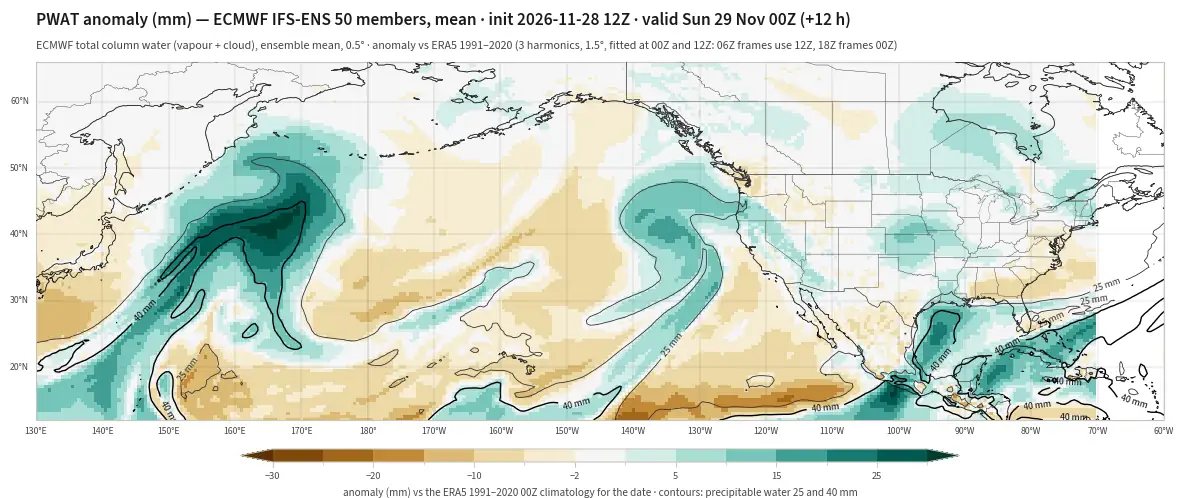 PWAT anomaly (mm) — ECMWF IFS-ENS 50 members, mean · init 2026-11-28 12Z · valid Sun 29 Nov 00Z (+12 h)
ECMWF total column water (vapour + cloud), ensemble mean, 0.5° · anomaly vs ERA5 1991–2020 (3 harmonics, 1.5°, fitted at 00Z and 12Z: 06Z frames use 12Z, 18Z frames 00Z)
60°N
50°N
40°N
30°N
20°N
25 mm
25 mm
25 mm
40 mm
25 mm
40 mm
40 mm
25 mm
40 mm
40 mm
40 mm
40 mm
40 mm
40 mm
40 m
130°E 140°E 150°E 160°E 170°E 180° 170°W 160°W 150°W 140°W 130°W 120°W 110°W 100°W 90°W 80°W 70°W 60°W
−30 −20 −10 −2 5 15 25
anomaly (mm) vs the ERA5 1991–2020 00Z climatology for the date · contours: precipitable water 25 and 40 mm